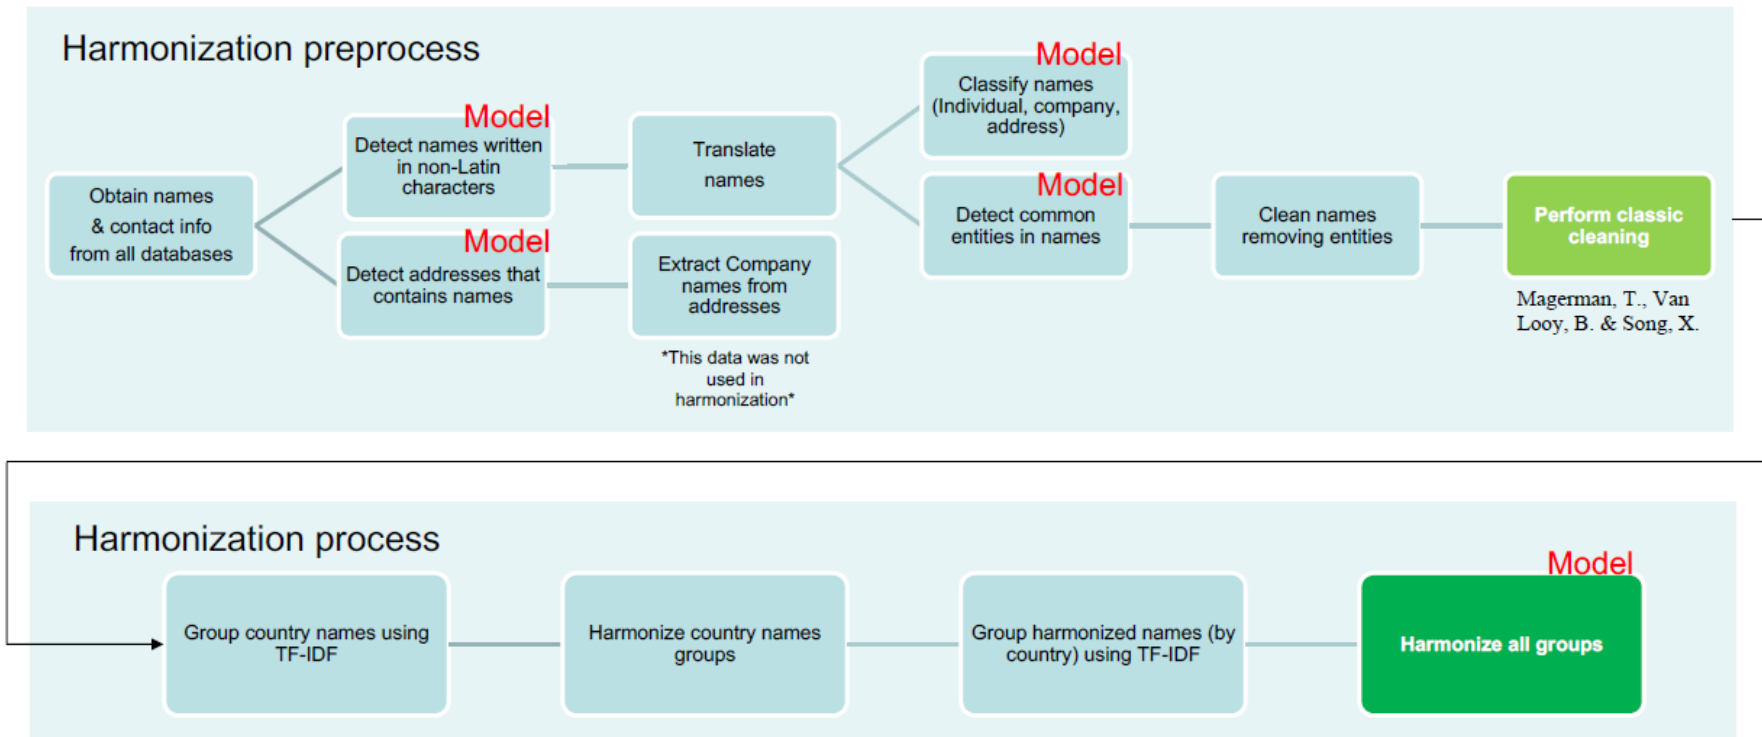 Harmonization preprocess
Obtain names
& contact info
from all databases
Model
Detect names written
in non-Latin
characters
Model
Detect addresses that
contains names
Translate
names
Extract Company
names from
addresses
*This data was not
used in
harmonization*
Model
Classify names
(Individual, company,
address)
Model
Detect common
entities in names
Clean names
removing entities
Perform classic
cleaning
Magerman, T., Van
Looy, B. & Song, X.
Harmonization process
Group country names using
TF-IDF
Harmonize country names
groups
Group harmonized names (by
country) using TF-IDF
Model
Harmonize all groups